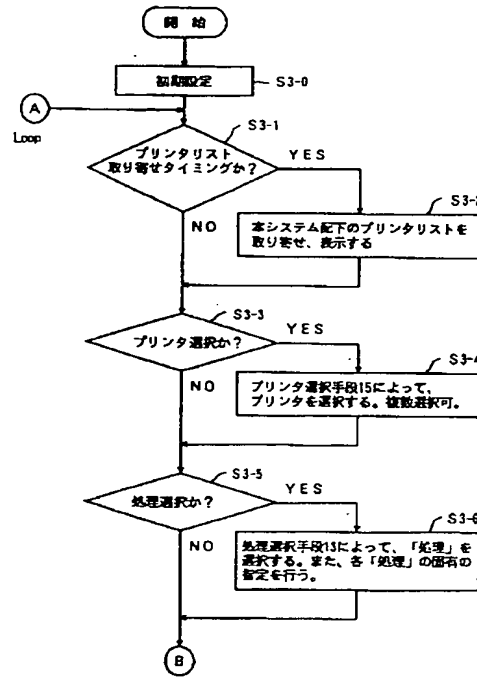 開始
初期設定
S3-0
A
Loop
S3-1
プリンタリスト
取り寄せタイミングか？
YES
NO
S3-2
本システム配下のプリンタリストを
取り寄せ、表示する
S3-3
プリンタ選択か？
YES
NO
S3-4
プリンタ選択手段15によって、
プリンタを選択する。複数選択可。
S3-5
処理選択か？
YES
NO
S3-6
処理選択手段13によって、「処理」を
選択する。また、各「処理」の固有の
指定を行う。
B